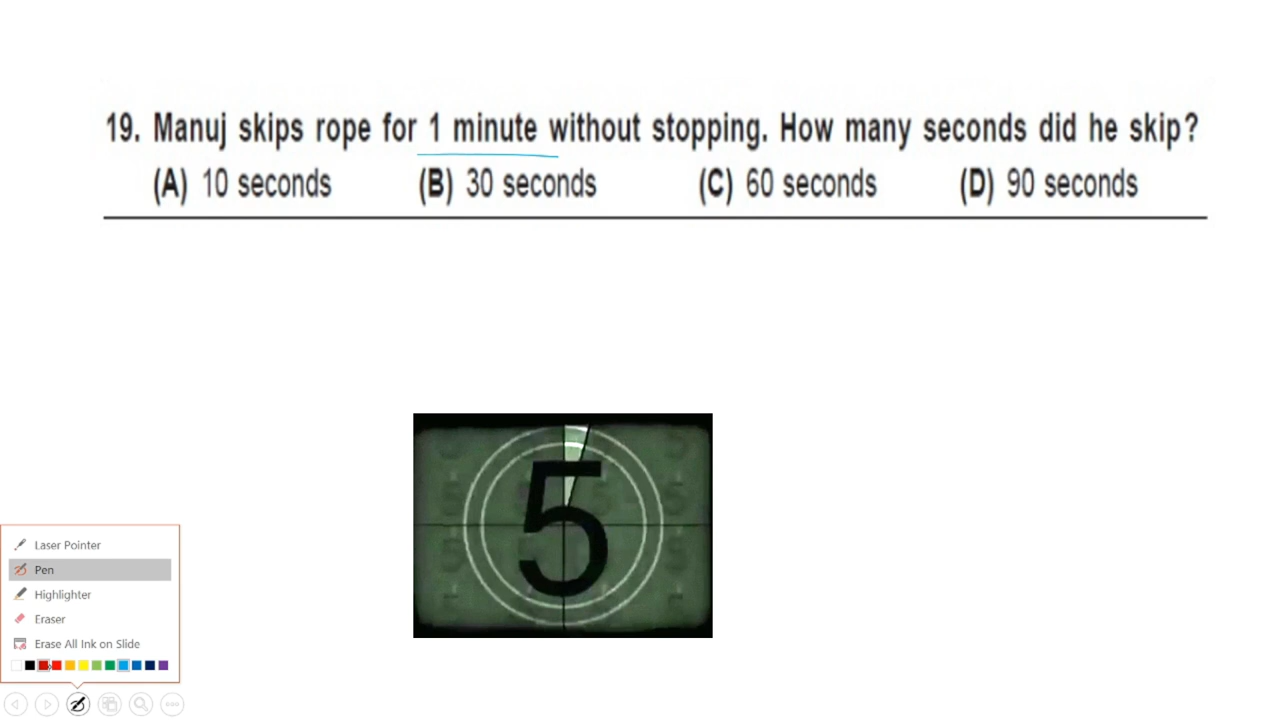 19. Manuj skips rope for 1 minute without stopping. How many seconds did he skip?
(A) 10 seconds (B) 30 seconds (C) 60 seconds (D) 90 seconds
5
Laser Pointer
Pen
Highlighter
Eraser
Erase All Ink on Slide